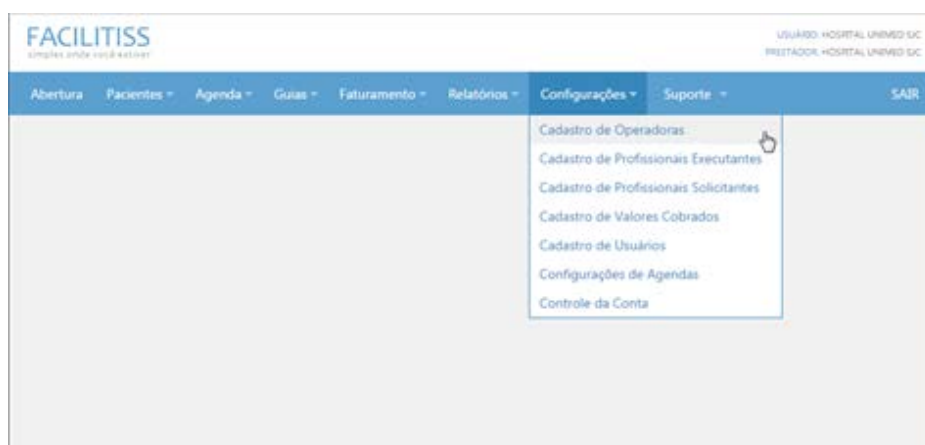 FACILITISS
simples onde você estiver
USUÁRIO: HOSPITAL UNIMED SJC
PRESTADOR: HOSPITAL UNIMED SJC
Abertura Pacientes Agenda Guias Faturamento Relatórios Configurações Suporte SAIR
Cadastro de Operadoras
Cadastro de Profissionais Executantes
Cadastro de Profissionais Solicitantes
Cadastro de Valores Cobrados
Cadastro de Usuários
Configurações de Agendas
Controle da Conta